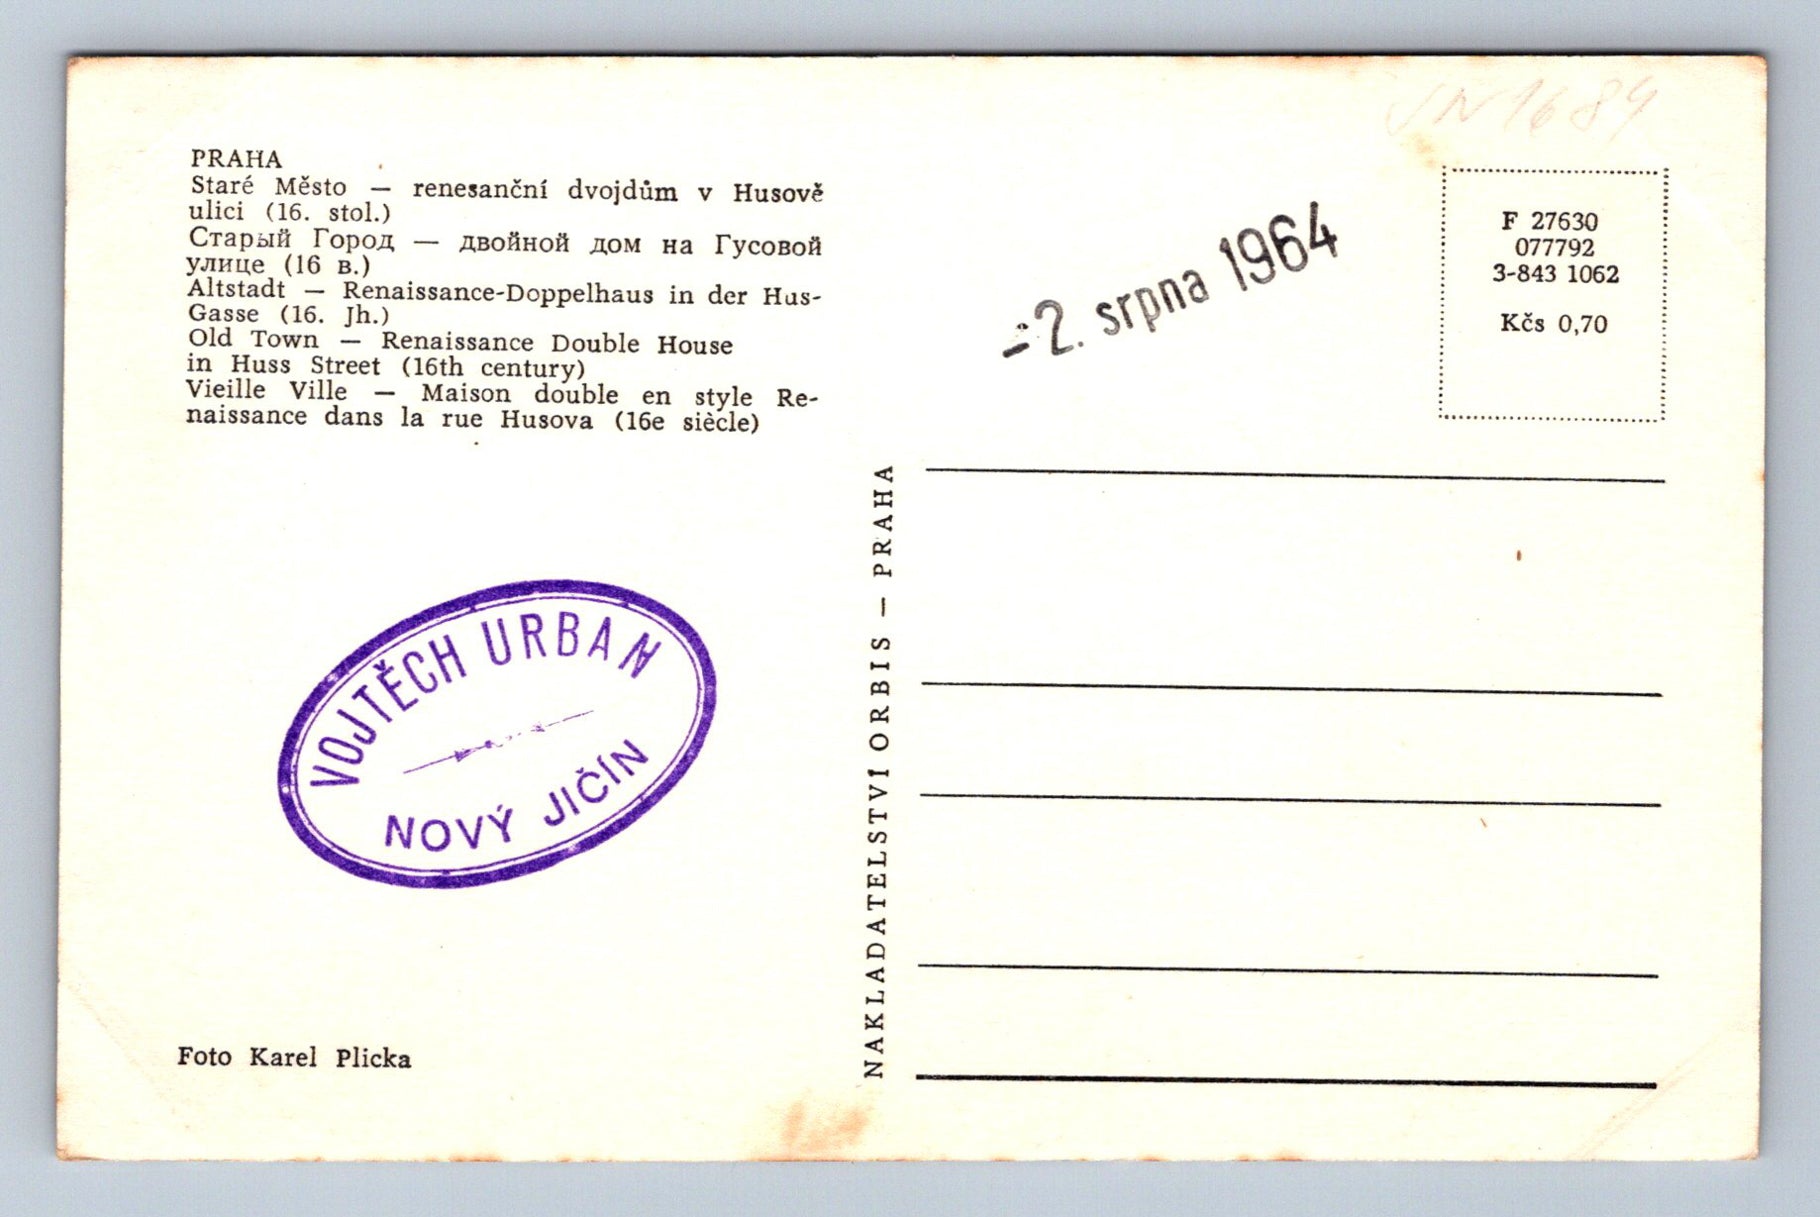 JN 1684
PRAHA
Staré Město — renesanční dvojdům v Husově
ulici (16. stol.)
Старый Город — двойной дом на Гусовой
улице (16 в.)
Altstadt — Renaissance-Doppelhaus in der Hus-
Gasse (16. Jh.)
Old Town — Renaissance Double House
in Huss Street (16th century)
Vieille Ville — Maison double en style Re-
naissance dans la rue Husova (16e siècle)
-2. srpna 1964
F 27630
077792
3-843 1062
Kčs 0,70
VOJTĚCH URBAN
NOVÝ JIČÍN
NAKLADATELSTVÍ ORBIS — PRAHA
Foto Karel Plicka